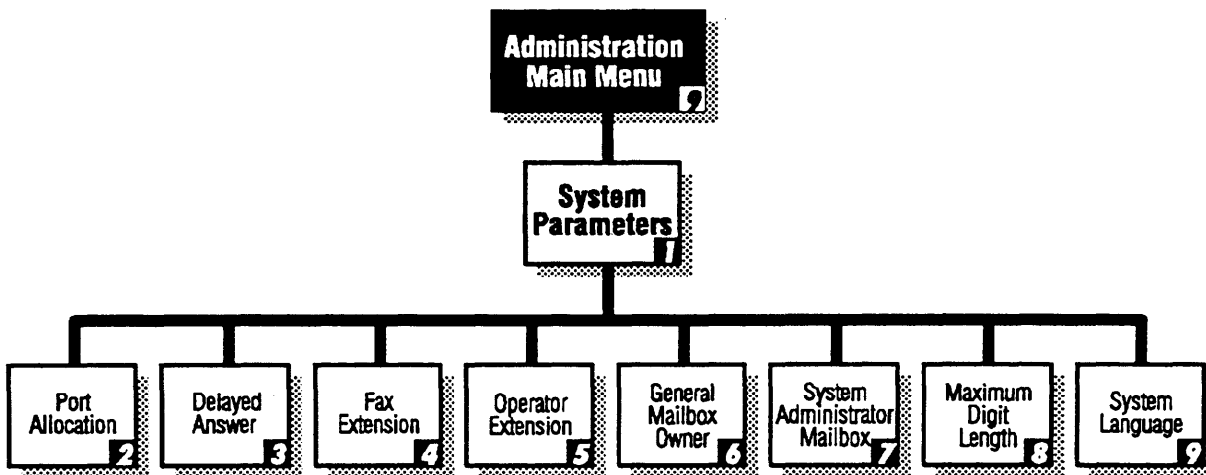 Administration
Main Menu
9
System
Parameters
1
Port
Allocation
2
Delayed
Answer
3
Fax
Extension
4
Operator
Extension
5
General
Mailbox
Owner
6
System
Administrator
Mailbox
7
Maximum
Digit
Length
8
System
Language
9